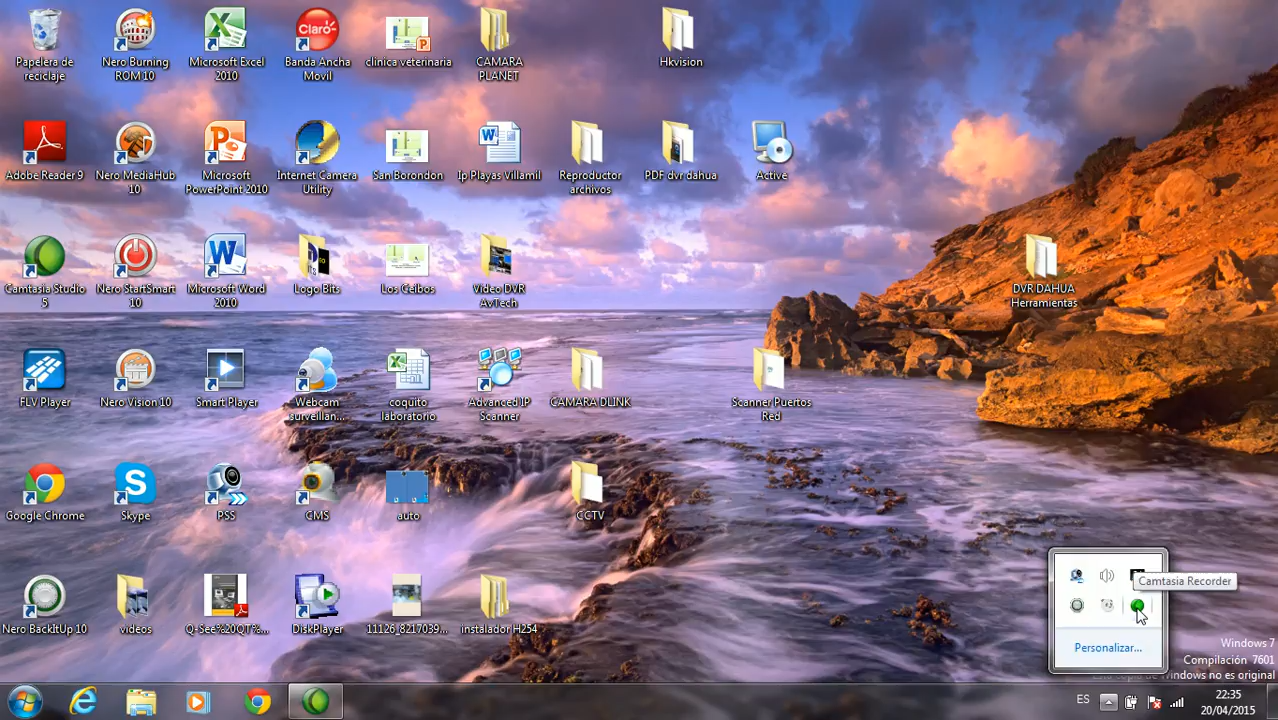 Papelera de
reciclaje
Nero Burning
ROM 10
Microsoft Excel
2010
Claro
Banda Ancha
Movil
clinica veterinaria
CAMARA
PLANET
Hkvision
Adobe Reader 9
Nero MediaHub
10
Microsoft
PowerPoint 2010
Internet Camera
Utility
San Borondon
Ip Playas Villamil
Reproductor
archivos
PDF dvr dahua
Active
Camtasia Studio
5
Nero StartSmart
10
Microsoft Word
2010
Logo Bits
Los Ceibos
Video DVR
AvTech
DVR DAHUA
Herramientas
FLV Player
Nero Vision 10
Smart Player
Webcam
surveillan...
coquito
laboratorio
Advanced IP
Scanner
CAMARA DLINK
Scanner Puertos
Red
Google Chrome
Skype
PSS
CMS
auto
CCTV
Nero BackItUp 10
videos
Q-See%20QT%...
DiskPlayer
11126_8217039...
instalador H254
Camtasia Recorder
Personalizar...
Windows 7
Compilación 7601
Esta copia de Windows no es original
ES
22:35
20/04/2015